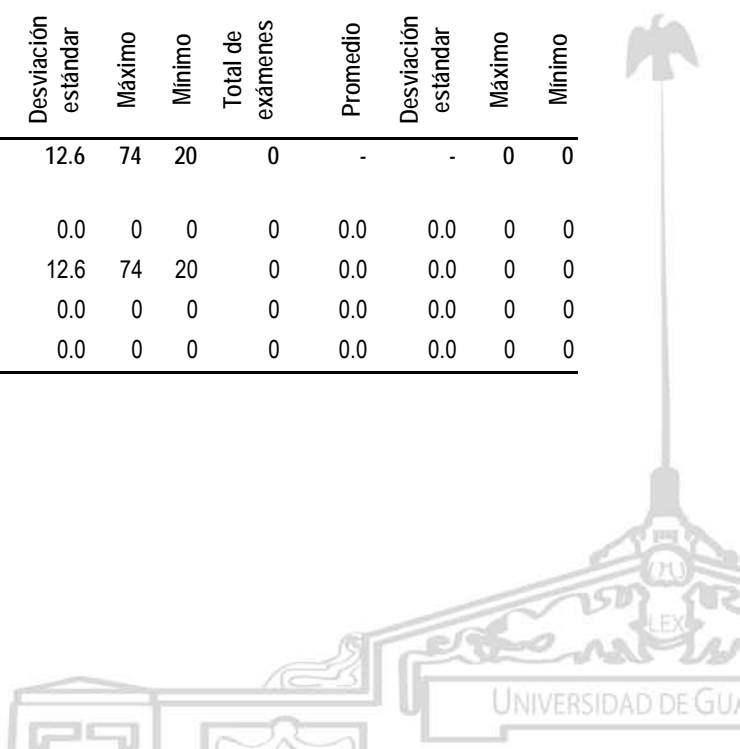 Desviación estándar Máximo Mínimo Total de exámenes Promedio Desviación estándar Máximo Mínimo
12.6 74 20 0 - - 0 0
0.0 0 0 0 0.0 0.0 0 0
12.6 74 20 0 0.0 0.0 0 0
0.0 0 0 0 0.0 0.0 0 0
0.0 0 0 0 0.0 0.0 0 0
LEX
UNIVERSIDAD DE GUA